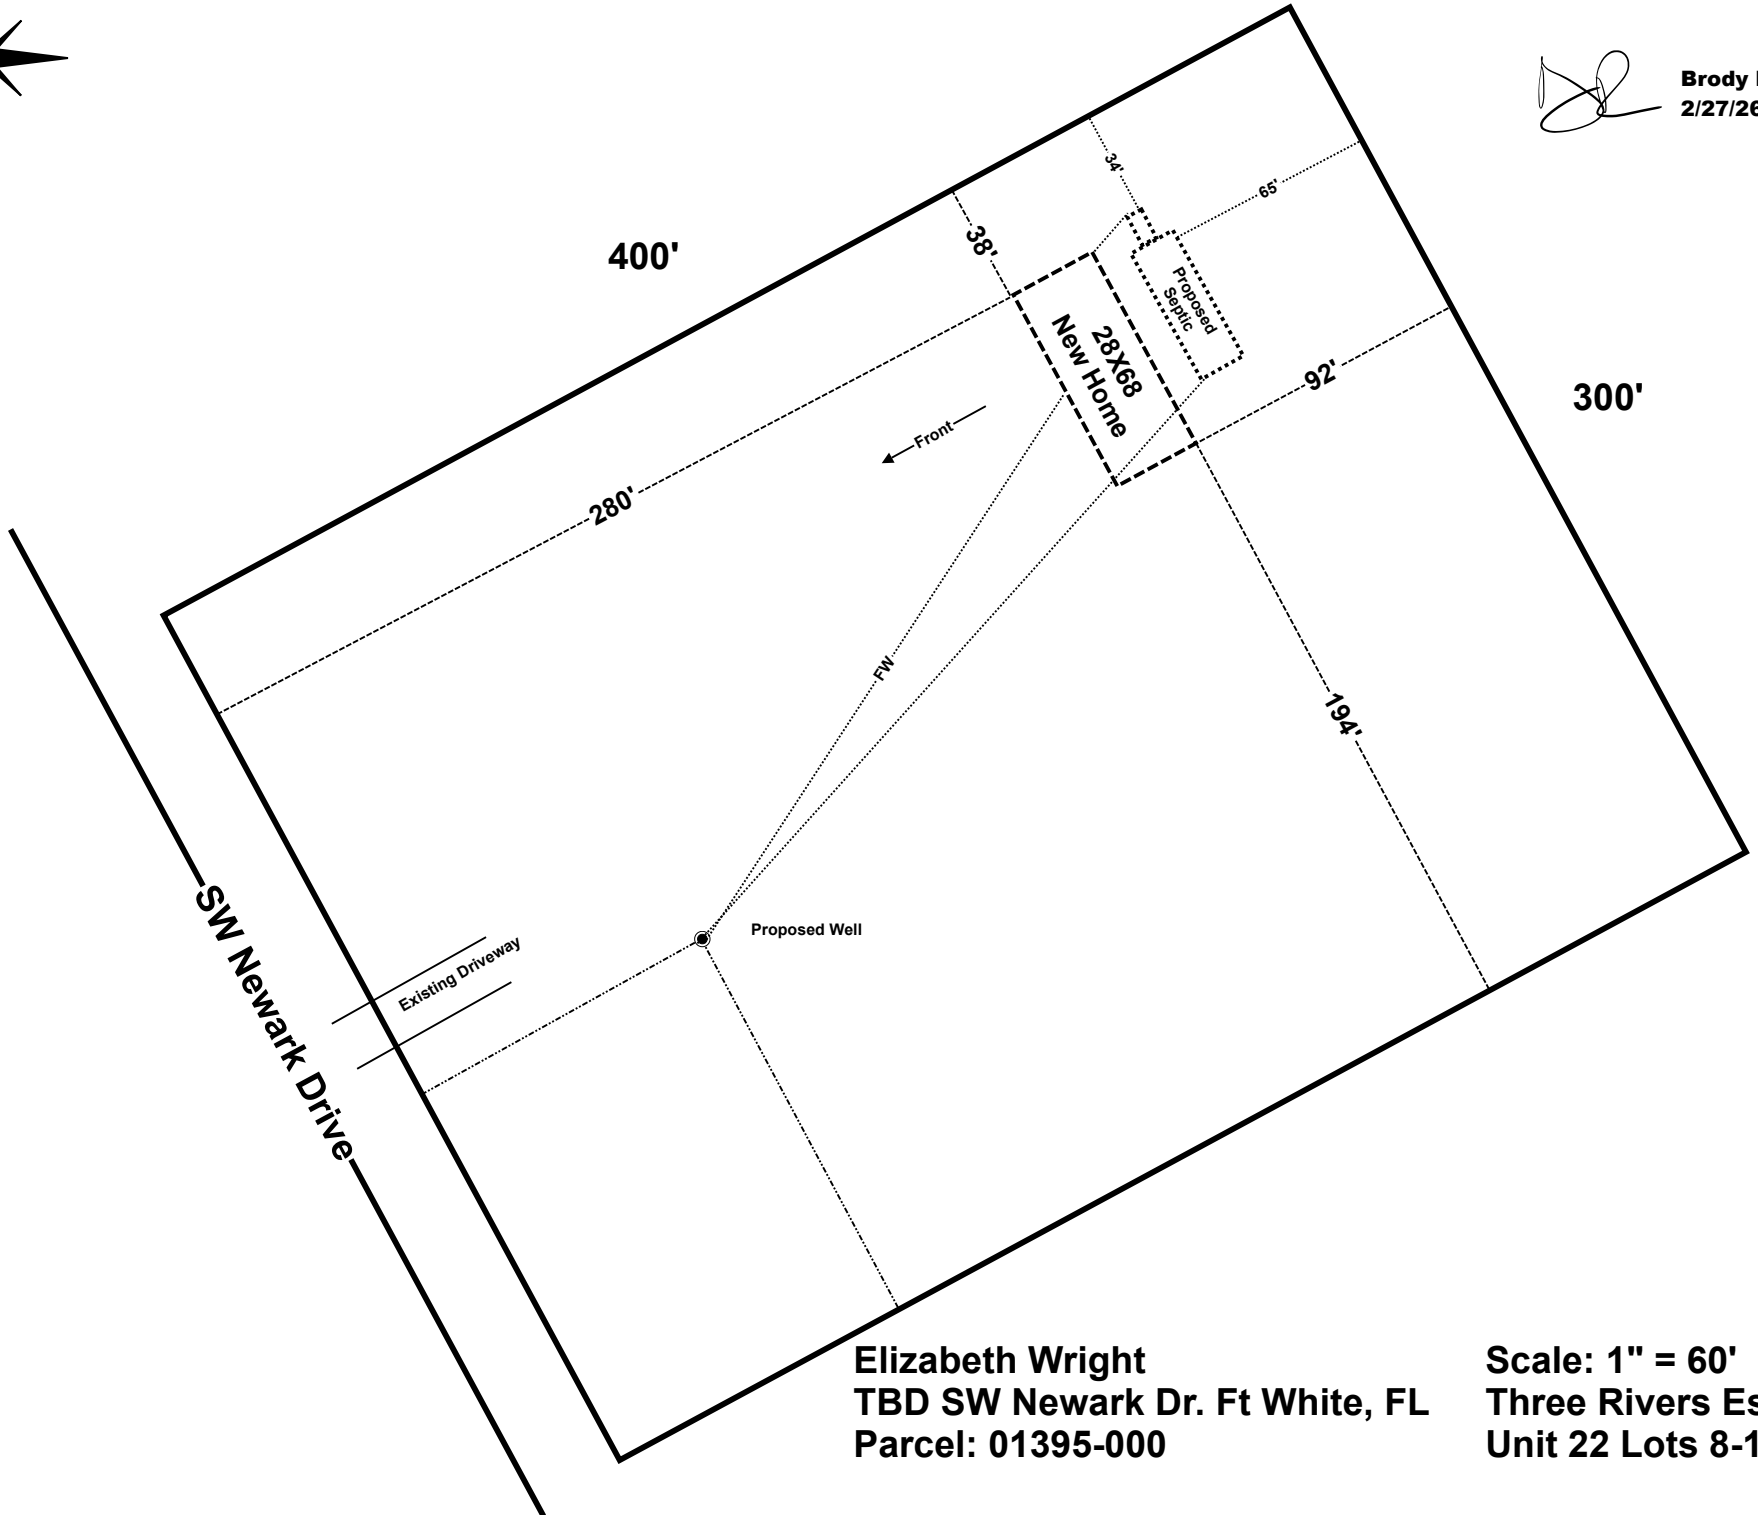 Brody
2/27/26
400'
34'
65'
38'
Proposed
Septic
28X68
New Home
92'
300'
Front
280'
FW
194'
SW Newark Drive
Existing Driveway
Proposed Well
Elizabeth Wright
TBD SW Newark Dr. Ft White, FL
Parcel: 01395-000
Scale: 1" = 60'
Three Rivers Es
Unit 22 Lots 8-1